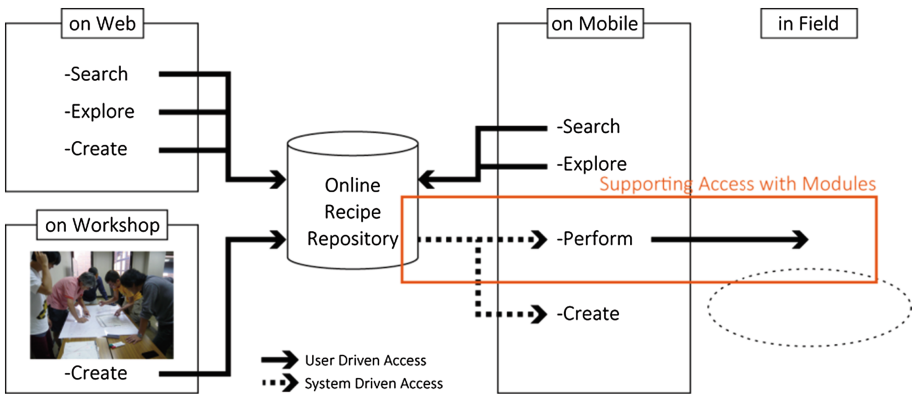 on Web
-Search
-Explore
-Create
on Workshop
-Create
Online
Recipe
Repository
on Mobile
-Search
-Explore
-Perform
-Create
in Field
Supporting Access with Modules
User Driven Access
System Driven Access